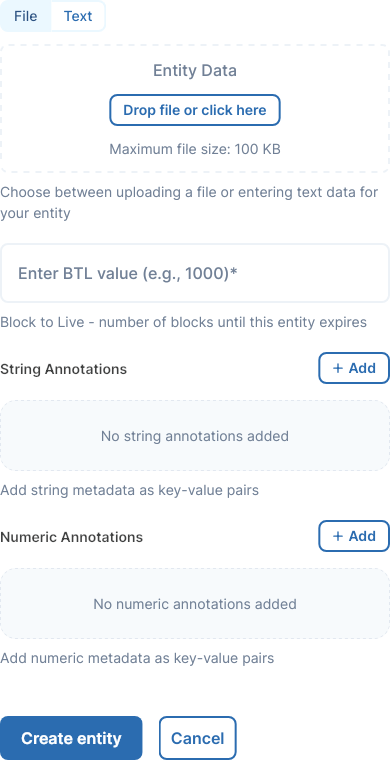 File Text
Entity Data
Drop file or click here
Maximum file size: 100 KB
Choose between uploading a file or entering text data for
your entity
Enter BTL value (e.g., 1000)*
Block to Live - number of blocks until this entity expires
String Annotations + Add
No string annotations added
Add string metadata as key-value pairs
Numeric Annotations + Add
No numeric annotations added
Add numeric metadata as key-value pairs
Create entity Cancel